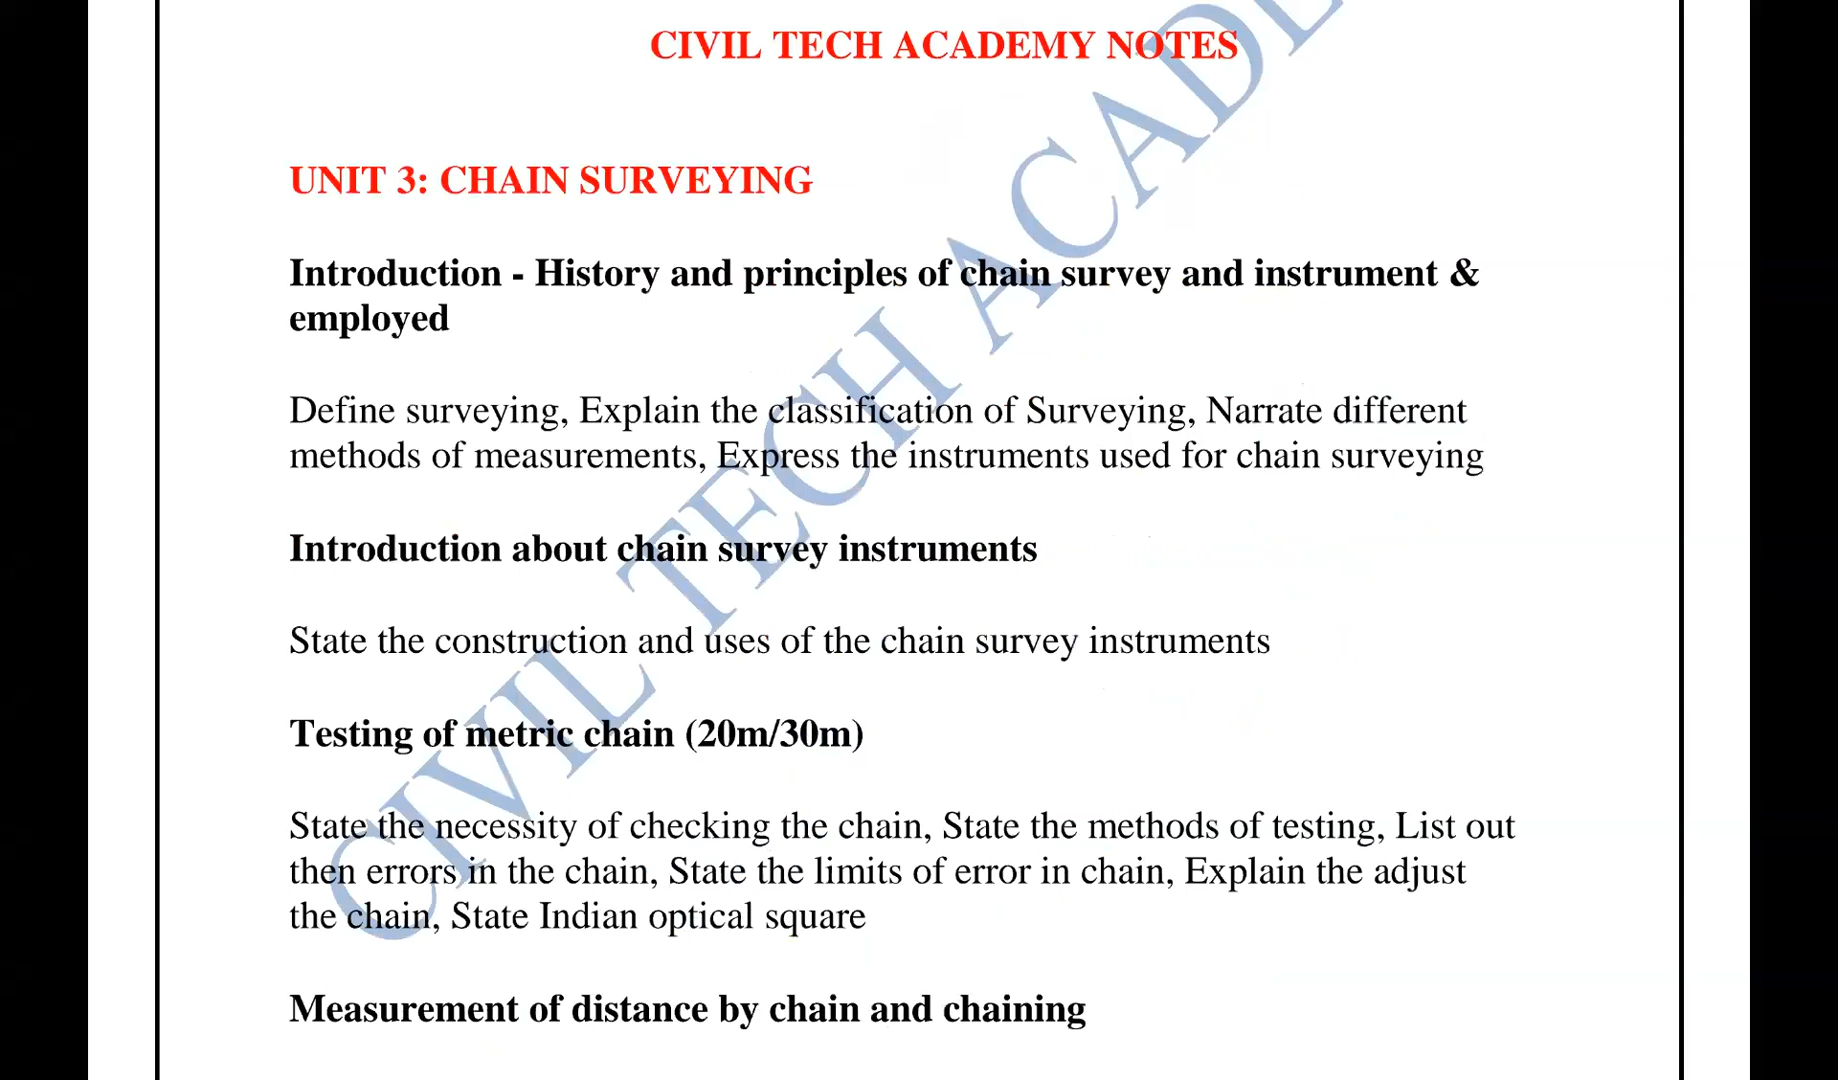 CIVIL TECH ACADEMY NOTES
UNIT 3: CHAIN SURVEYING
Introduction - History and principles of chain survey and instrument &
employed
Define surveying, Explain the classification of Surveying, Narrate different
methods of measurements, Express the instruments used for chain surveying
Introduction about chain survey instruments
State the construction and uses of the chain survey instruments
Testing of metric chain (20m/30m)
State the necessity of checking the chain, State the methods of testing, List out
then errors in the chain, State the limits of error in chain, Explain the adjust
the chain, State Indian optical square
Measurement of distance by chain and chaining
CIVIL TECH ACADE